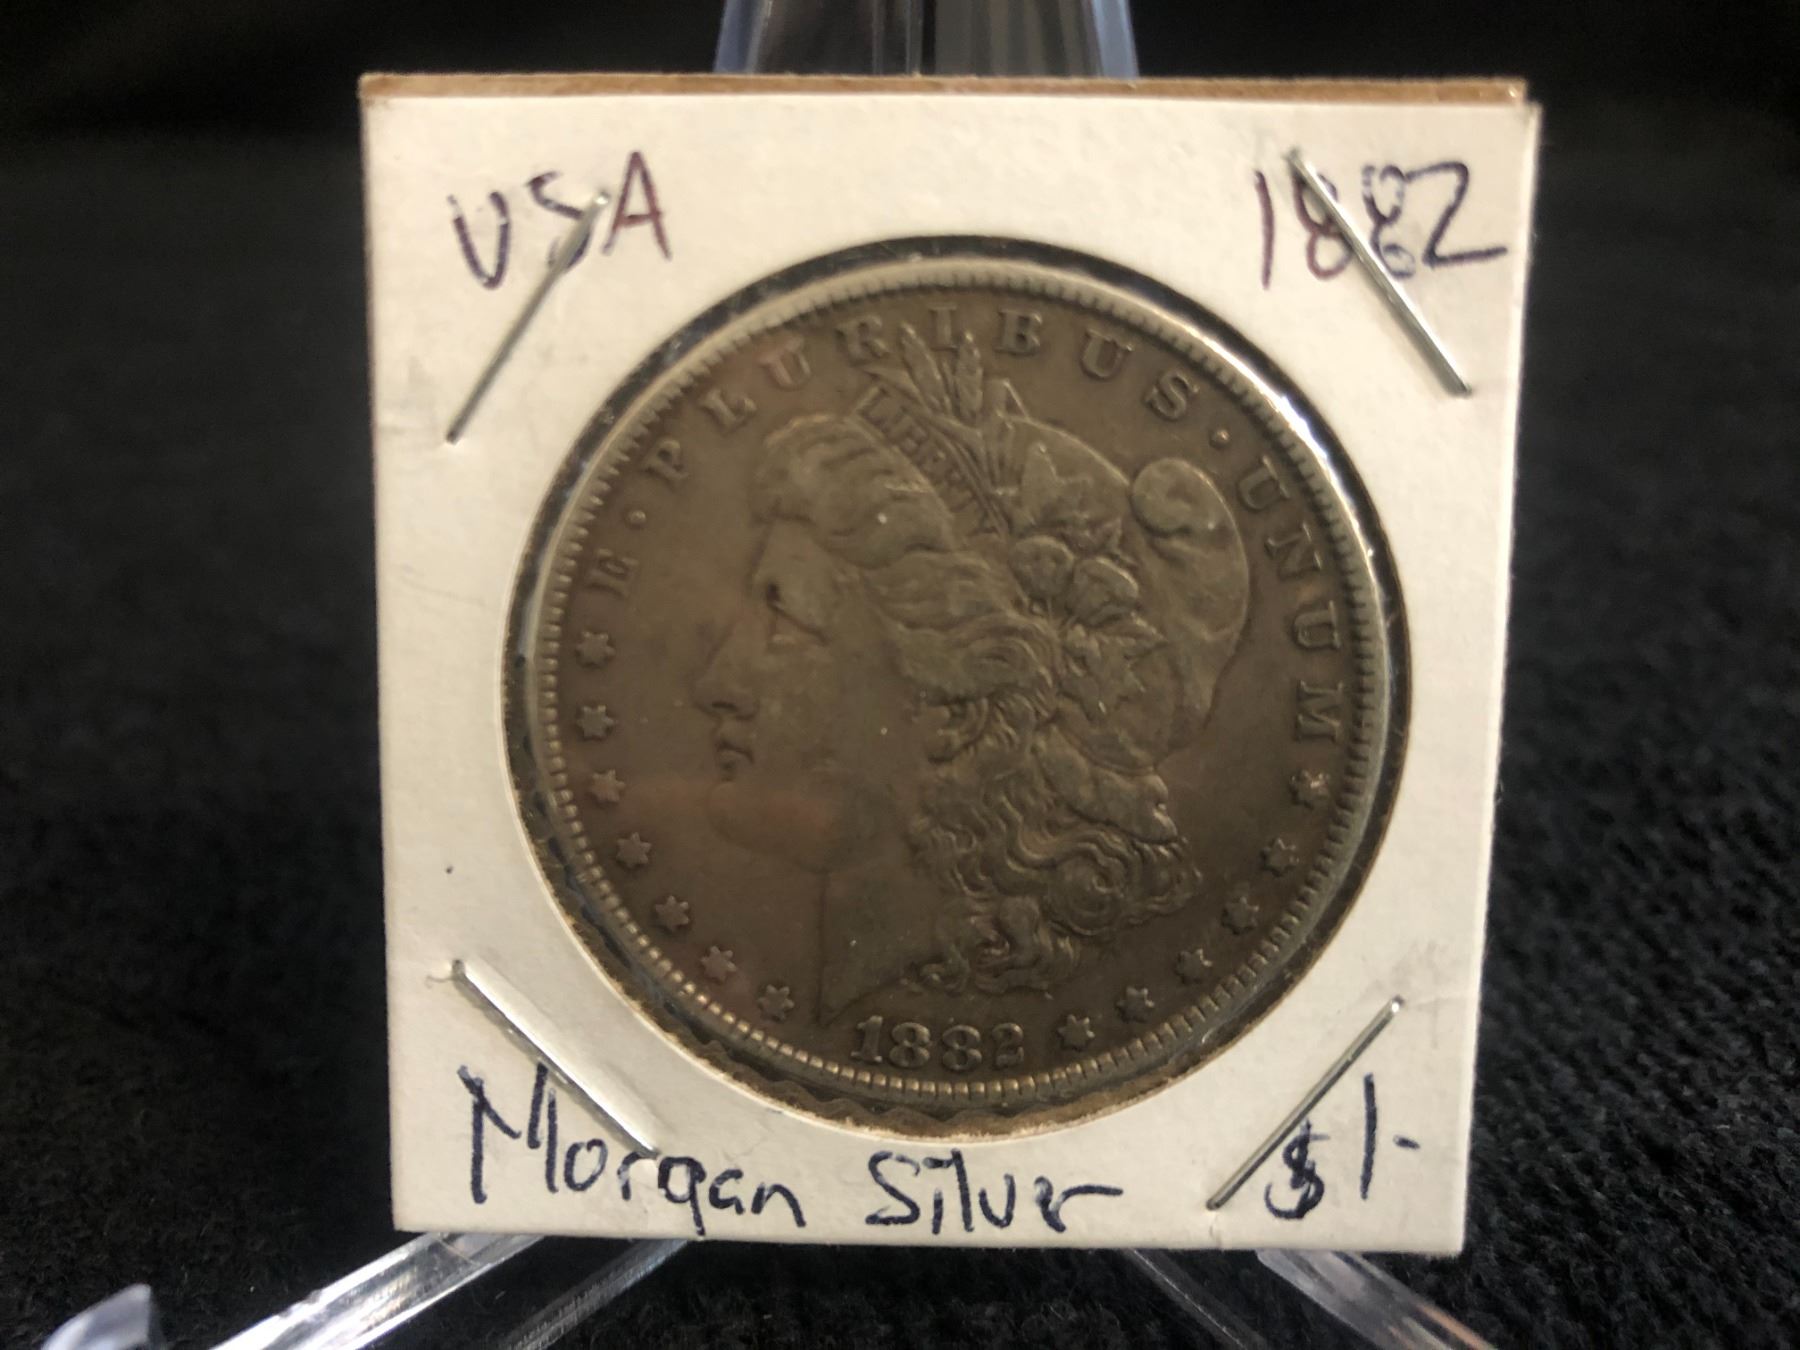 USA 1882
E · PLURIBUS · UNUM
LIBERTY
1882
Morgan Silver $1-